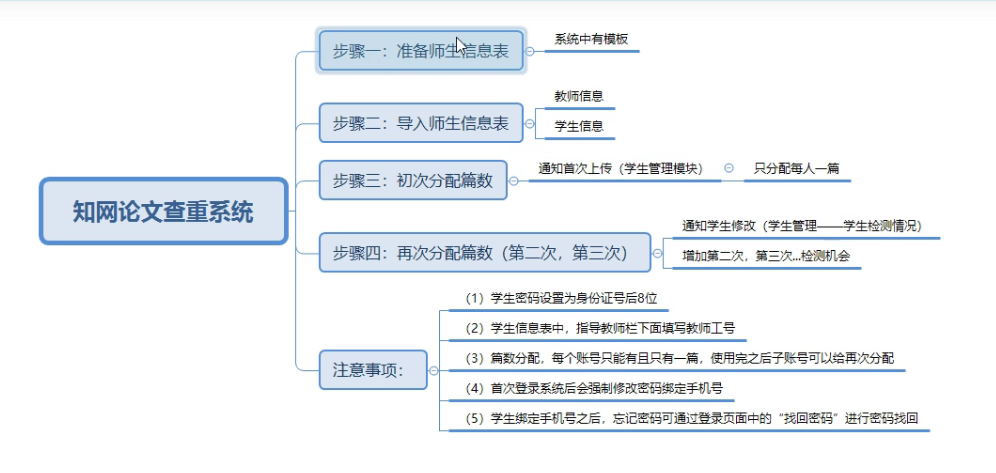 知网论文查重系统
步骤一：准备师生信息表
系统中有模板
步骤二：导入师生信息表
教师信息
学生信息
步骤三：初次分配篇数
通知首次上传（学生管理模块）
只分配每人一篇
步骤四：再次分配篇数（第二次，第三次）
通知学生修改（学生管理——学生检测情况）
增加第二次，第三次...检测机会
注意事项：
（1）学生密码设置为身份证号后8位
（2）学生信息表中，指导教师栏下面填写教师工号
（3）篇数分配，每个账号只能有且只有一篇，使用完之后子账号可以给再次分配
（4）首次登录系统后会强制修改密码绑定手机号
（5）学生绑定手机号之后，忘记密码可通过登录页面中的“找回密码”进行密码找回